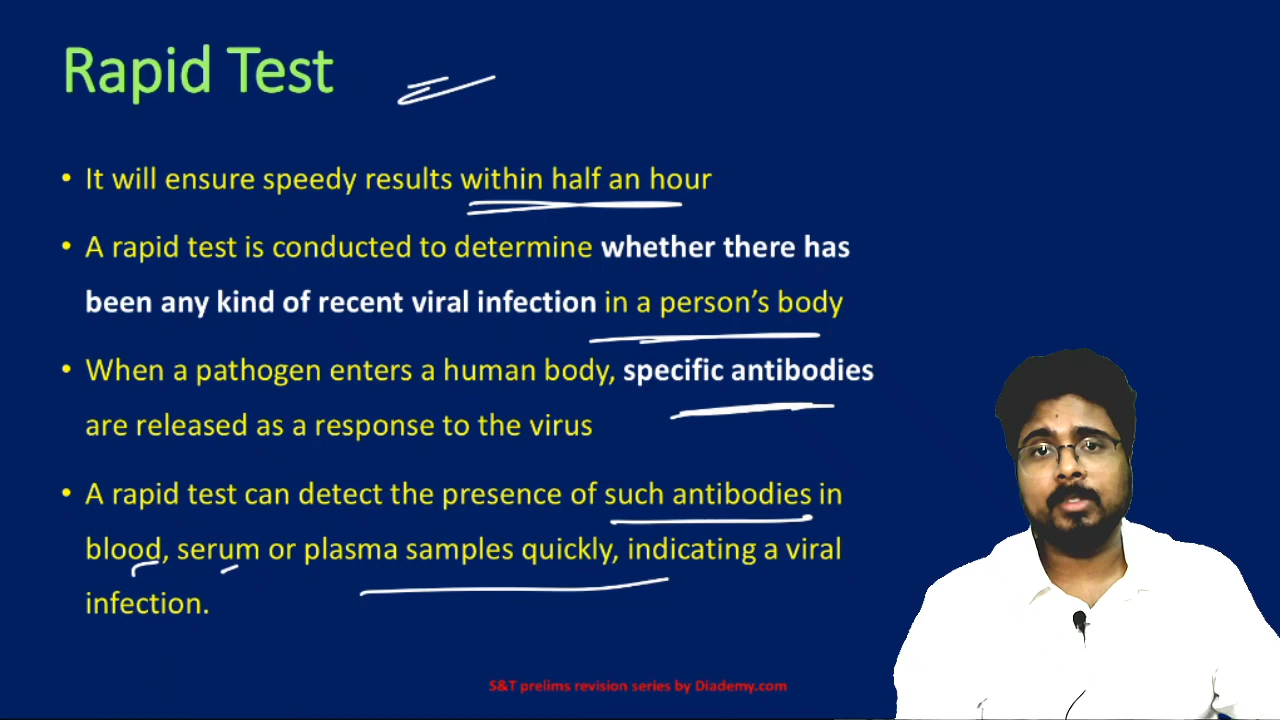 Rapid Test
• It will ensure speedy results within half an hour
• A rapid test is conducted to determine whether there has
been any kind of recent viral infection in a person's body
• When a pathogen enters a human body, specific antibodies
are released as a response to the virus
• A rapid test can detect the presence of such antibodies in
blood, serum or plasma samples quickly, indicating a viral
infection.
S&T prelims revision series by Diademy.com